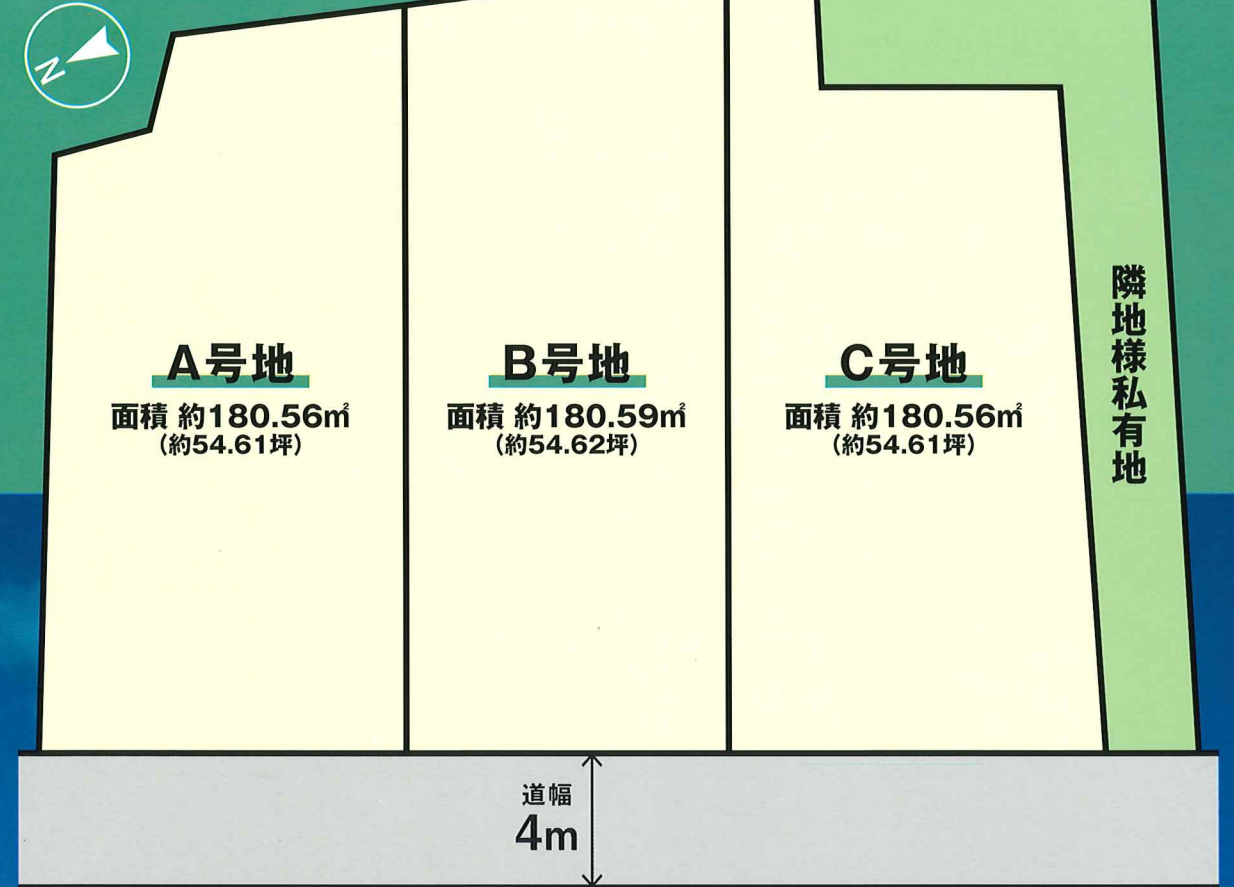 N
A号地
面積 約180.56㎡
(約54.61坪)
B号地
面積 約180.59㎡
(約54.62坪)
C号地
面積 約180.56㎡
(約54.61坪)
隣地様私有地
道幅
4m